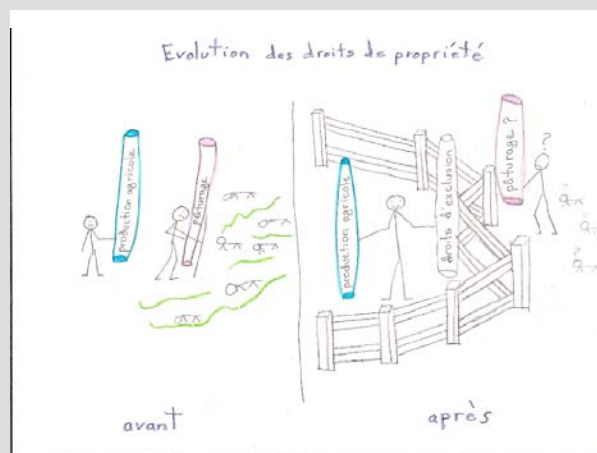 Evolution des droits de propriété
production agricole
pâturage
production agricole
droits d'exclusion
pâturage ?
?
?
?
?
avant
après